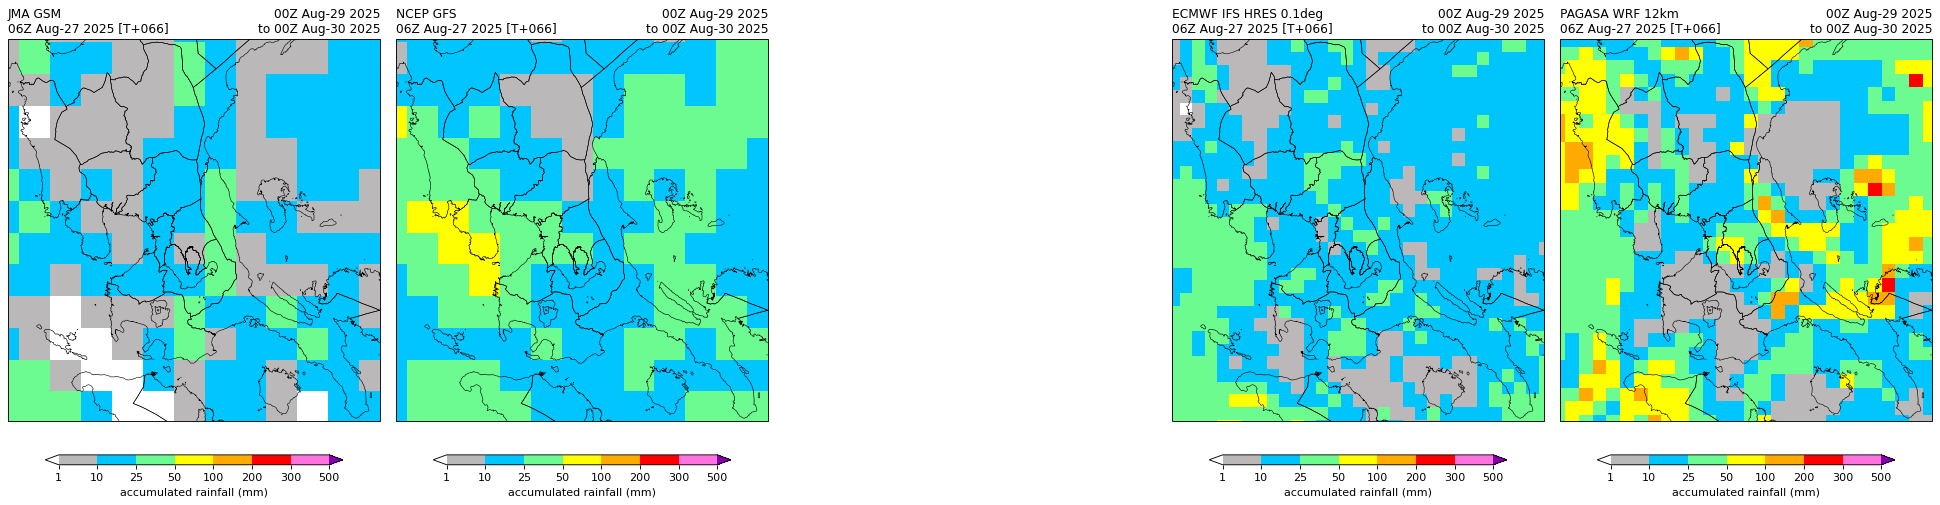 JMA GSM 00Z Aug-29 2025
06Z Aug-27 2025 [T+066] to 00Z Aug-30 2025
1 10 25 50 100 200 300 500
accumulated rainfall (mm)
NCEP GFS 00Z Aug-29 2025
06Z Aug-27 2025 [T+066] to 00Z Aug-30 2025
1 10 25 50 100 200 300 500
accumulated rainfall (mm)
ECMWF IFS HRES 0.1deg 00Z Aug-29 2025
06Z Aug-27 2025 [T+066] to 00Z Aug-30 2025
1 10 25 50 100 200 300 500
accumulated rainfall (mm)
PAGASA WRF 12km 00Z Aug-29 2025
06Z Aug-27 2025 [T+066] to 00Z Aug-30 2025
1 10 25 50 100 200 300 500
accumulated rainfall (mm)